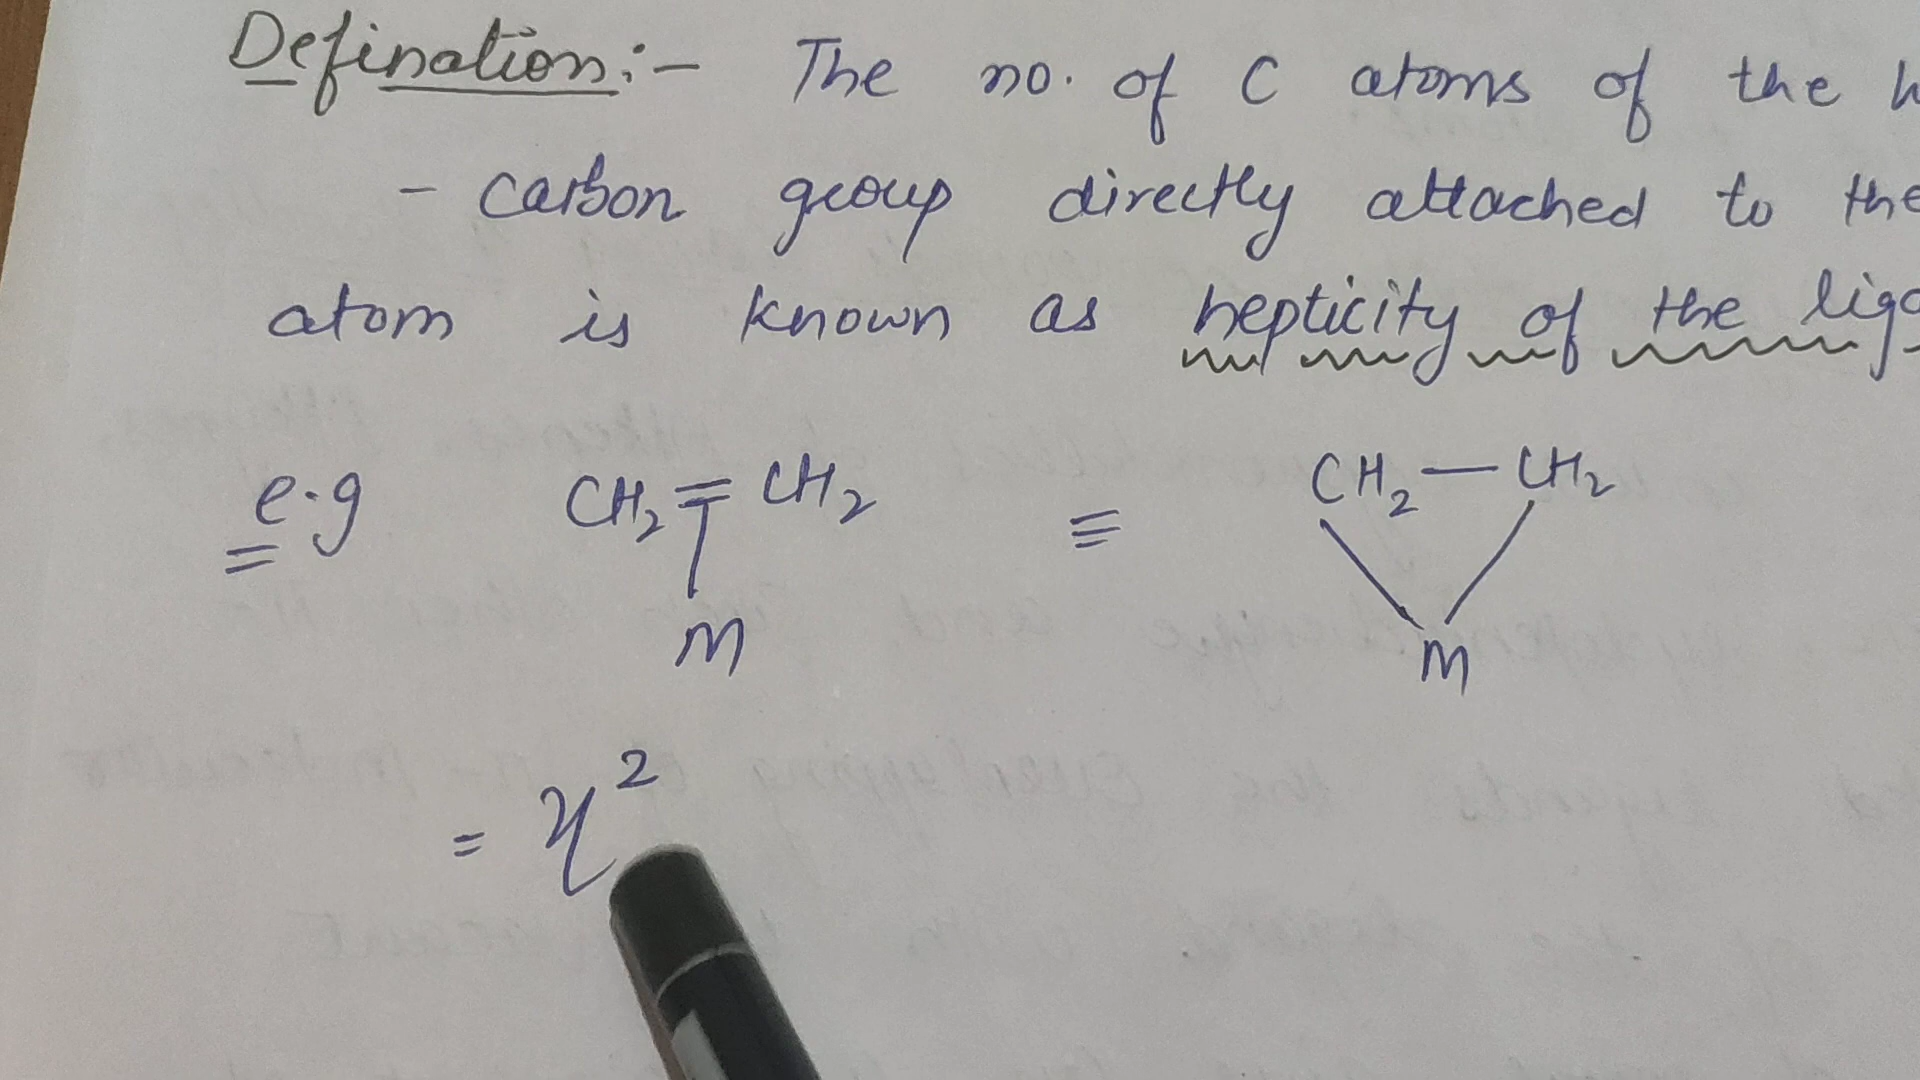 Defination:- The no. of C atoms of the
- carbon group directly attached to the
atom is known as hepticity of the
e.g CH2=CH2 ≡ CH2—CH2
M M
= η2